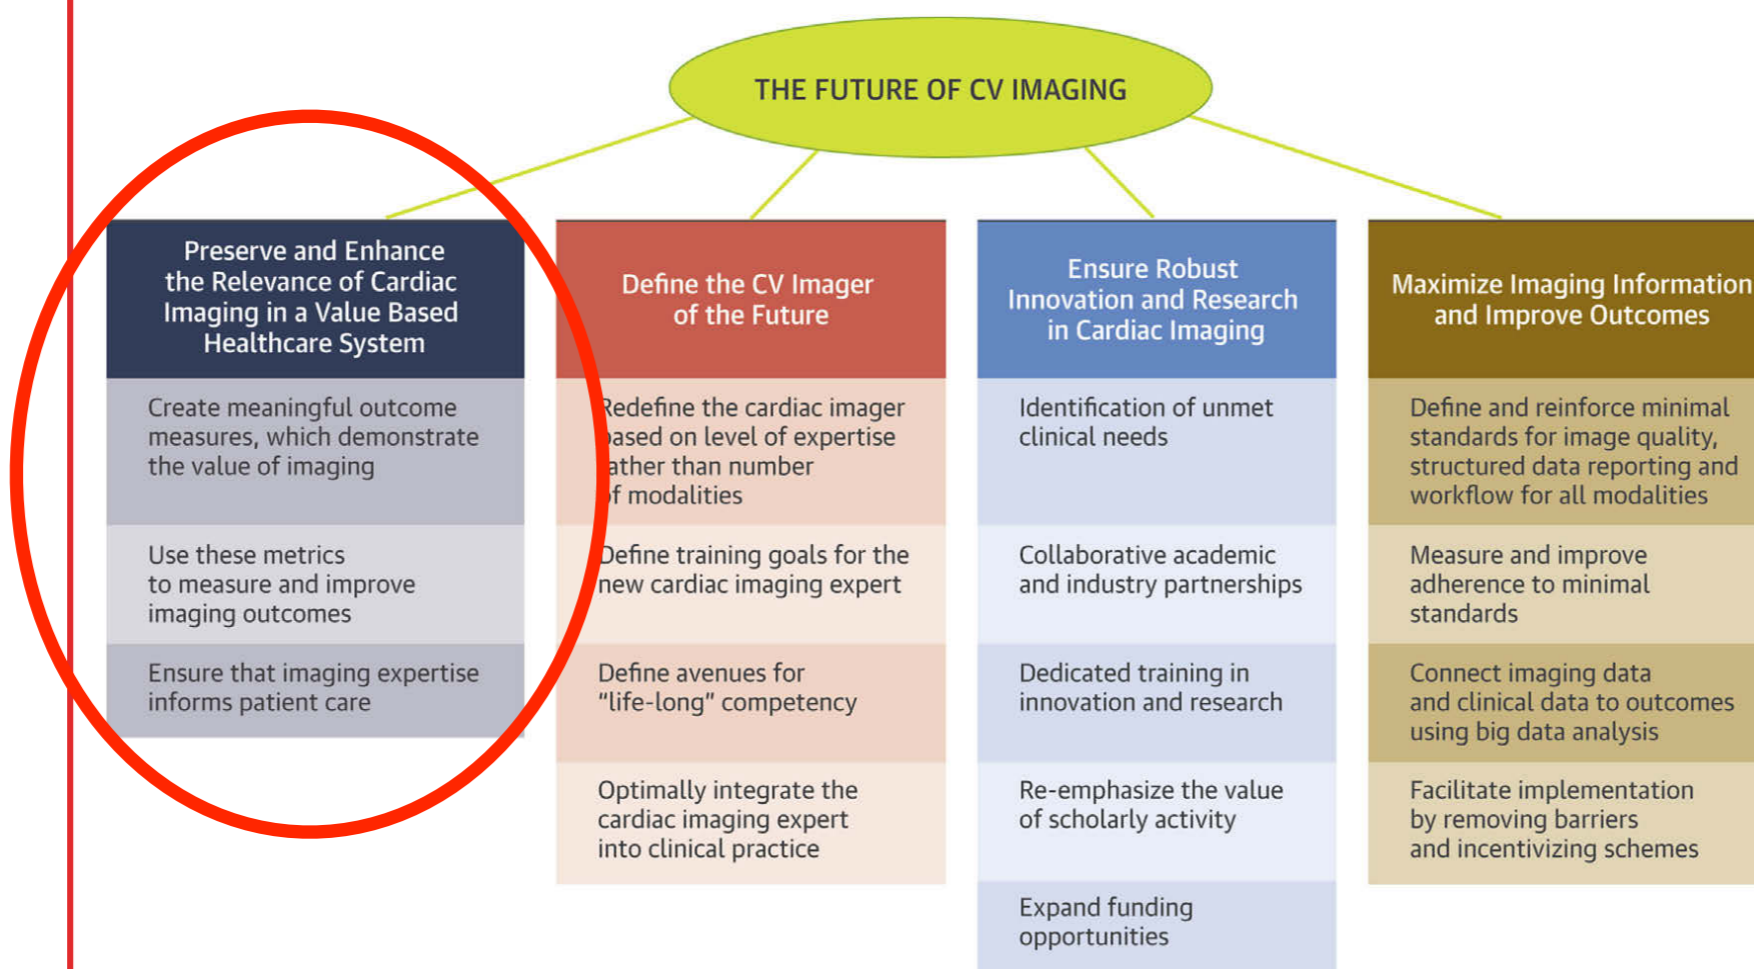 THE FUTURE OF CV IMAGING
Preserve and Enhance
the Relevance of Cardiac
Imaging in a Value Based
Healthcare System
Create meaningful outcome
measures, which demonstrate
the value of imaging
Use these metrics
to measure and improve
imaging outcomes
Ensure that imaging expertise
informs patient care
Define the CV Imager
of the Future
Redefine the cardiac imager
based on level of expertise
rather than number
of modalities
Define training goals for the
new cardiac imaging expert
Define avenues for
"life-long" competency
Optimally integrate the
cardiac imaging expert
into clinical practice
Ensure Robust
Innovation and Research
in Cardiac Imaging
Identification of unmet
clinical needs
Collaborative academic
and industry partnerships
Dedicated training in
innovation and research
Re-emphasize the value
of scholarly activity
Expand funding
opportunities
Maximize Imaging Information
and Improve Outcomes
Define and reinforce minimal
standards for image quality,
structured data reporting and
workflow for all modalities
Measure and improve
adherence to minimal
standards
Connect imaging data
and clinical data to outcomes
using big data analysis
Facilitate implementation
by removing barriers
and incentivizing schemes